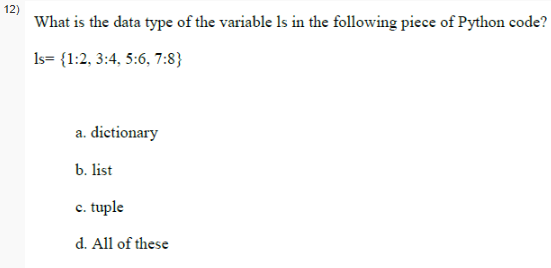 12)
What is the data type of the variable ls in the following piece of Python code?
ls= {1:2, 3:4, 5:6, 7:8}
a. dictionary
b. list
c. tuple
d. All of these